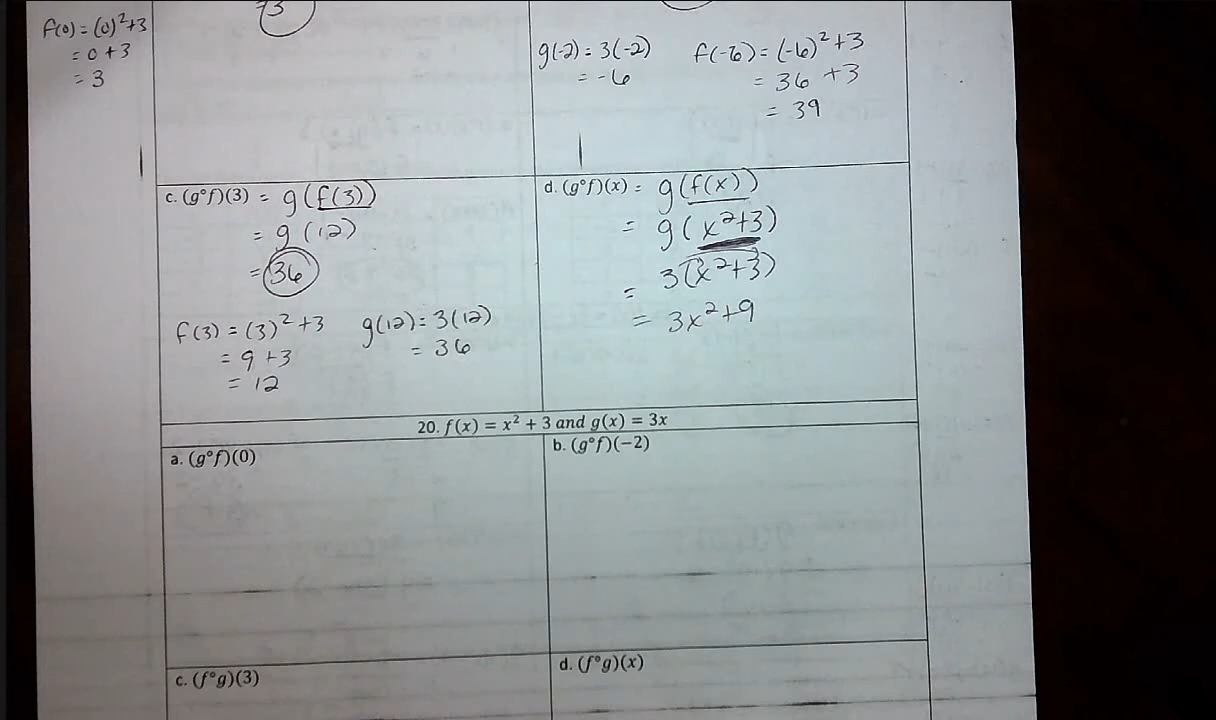 f(0) = (0)²+3
= 0 + 3
= 3
73
g(-2) = 3(-2)
= -6
f(-6) = (-6)² + 3
= 36 + 3
= 39
c. (g°f)(3) = g(f(3))
= g(12)
= 36
f(3) = (3)² + 3
= 9 + 3
= 12
g(12) = 3(12)
= 36
d. (g°f)(x) = g(f(x))
= g(x²+3)
= 3(x²+3)
= 3x²+9
20. f(x) = x² + 3 and g(x) = 3x
a. (g°f)(0)
b. (g°f)(−2)
c. (f°g)(3)
d. (f°g)(x)